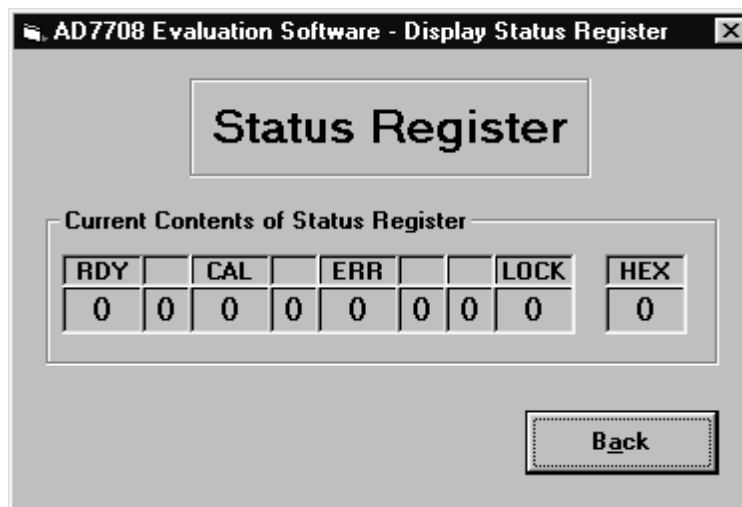 AD7708 Evaluation Software - Display Status Register
Status Register
Current Contents of Status Register
RDY CAL ERR LOCK HEX
0 0 0 0 0 0 0 0 0
Back